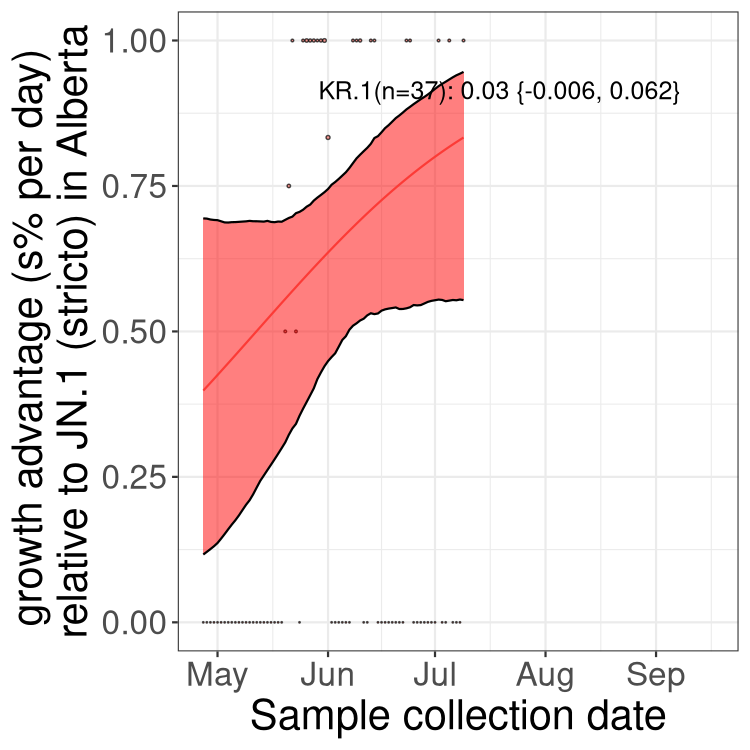 growth advantage (s% per day)
relative to JN.1 (stricto) in Alberta
1.00
0.75
0.50
0.25
0.00
KR.1(n=37): 0.03 {-0.006, 0.062}
May Jun Jul Aug Sep
Sample collection date